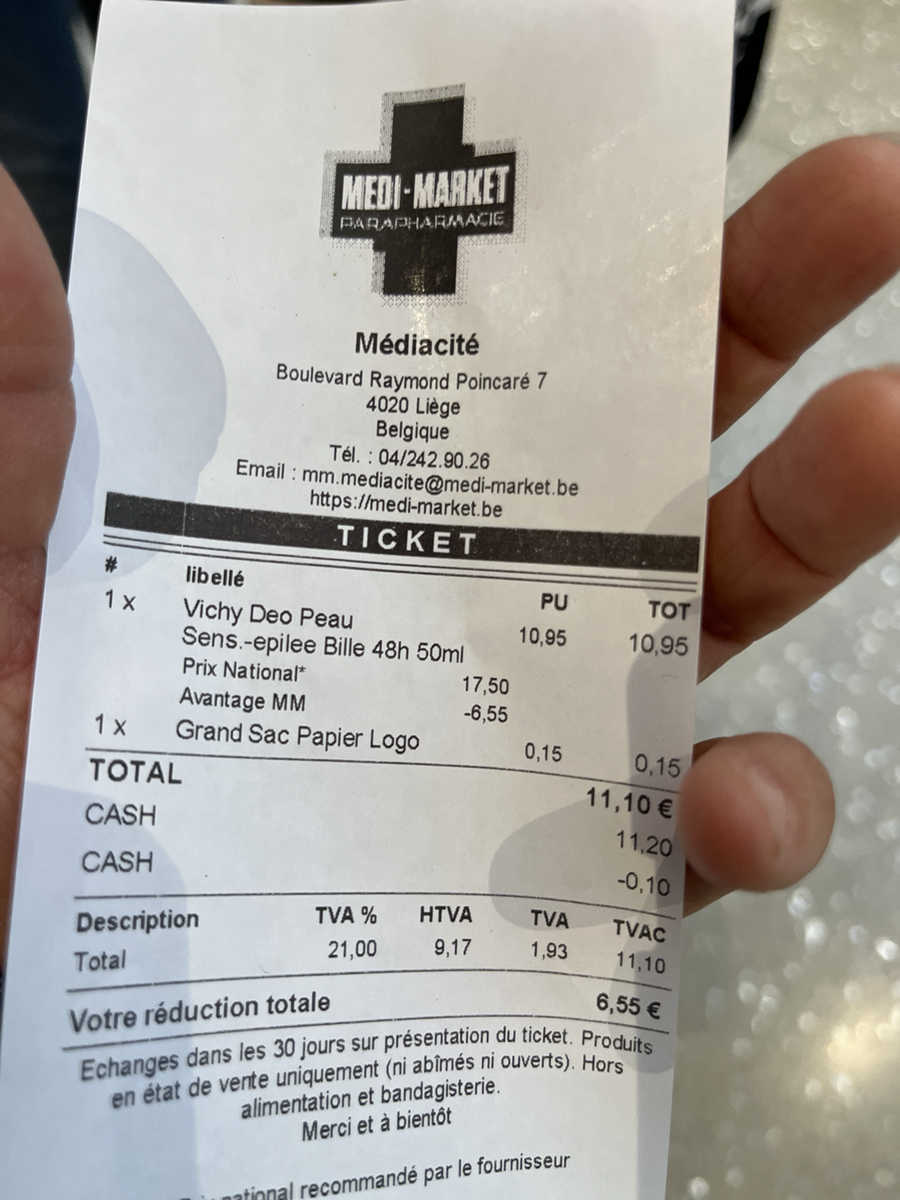 MEDI-MARKET
PARAPHARMACIE
Médiacité
Boulevard Raymond Poincaré 7
4020 Liège
Belgique
Tél. : 04/242.90.26
Email : mm.mediacite@medi-market.be
https://medi-market.be
TICKET
# libellé PU TOT
1 x Vichy Deo Peau 10,95 10,95
Sens.-epilee Bille 48h 50ml
Prix National* 17,50
Avantage MM -6,55
1 x Grand Sac Papier Logo 0,15 0,15
TOTAL 11,10 €
CASH 11,20
CASH -0,10
Description TVA % HTVA TVA TVAC
Total 21,00 9,17 1,93 11,10
Votre réduction totale 6,55 €
Echanges dans les 30 jours sur présentation du ticket. Produits
en état de vente uniquement (ni abîmés ni ouverts). Hors
alimentation et bandagisterie.
Merci et à bientôt
national recommandé par le fournisseur